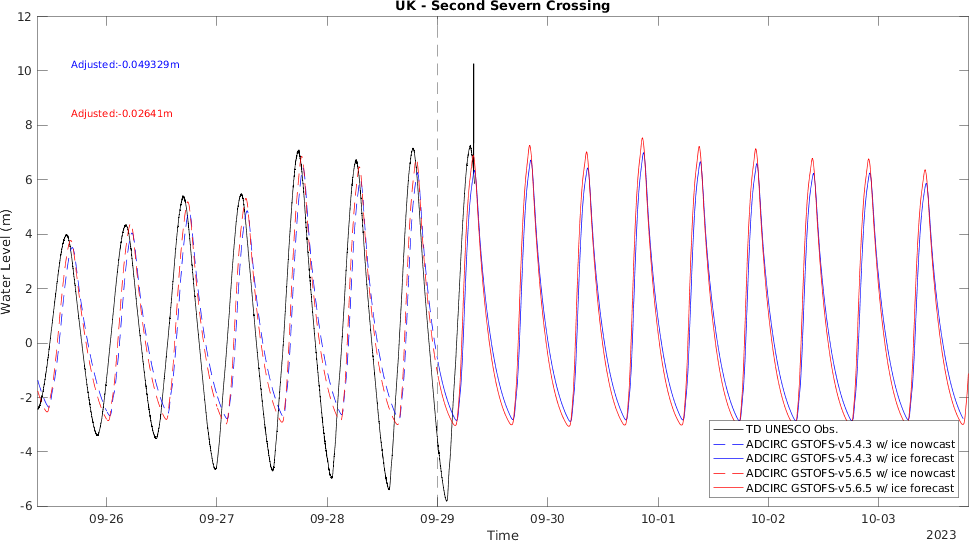 UK - Second Severn Crossing
12
10
8
6
4
2
0
-2
-4
-6
Water Level (m)
Adjusted:-0.049329m
Adjusted:-0.02641m
TD UNESCO Obs.
ADCIRC GSTOFS-v5.4.3 w/ ice nowcast
ADCIRC GSTOFS-v5.4.3 w/ ice forecast
ADCIRC GSTOFS-v5.6.5 w/ ice nowcast
ADCIRC GSTOFS-v5.6.5 w/ ice forecast
09-26 09-27 09-28 09-29 09-30 10-01 10-02 10-03
Time
2023